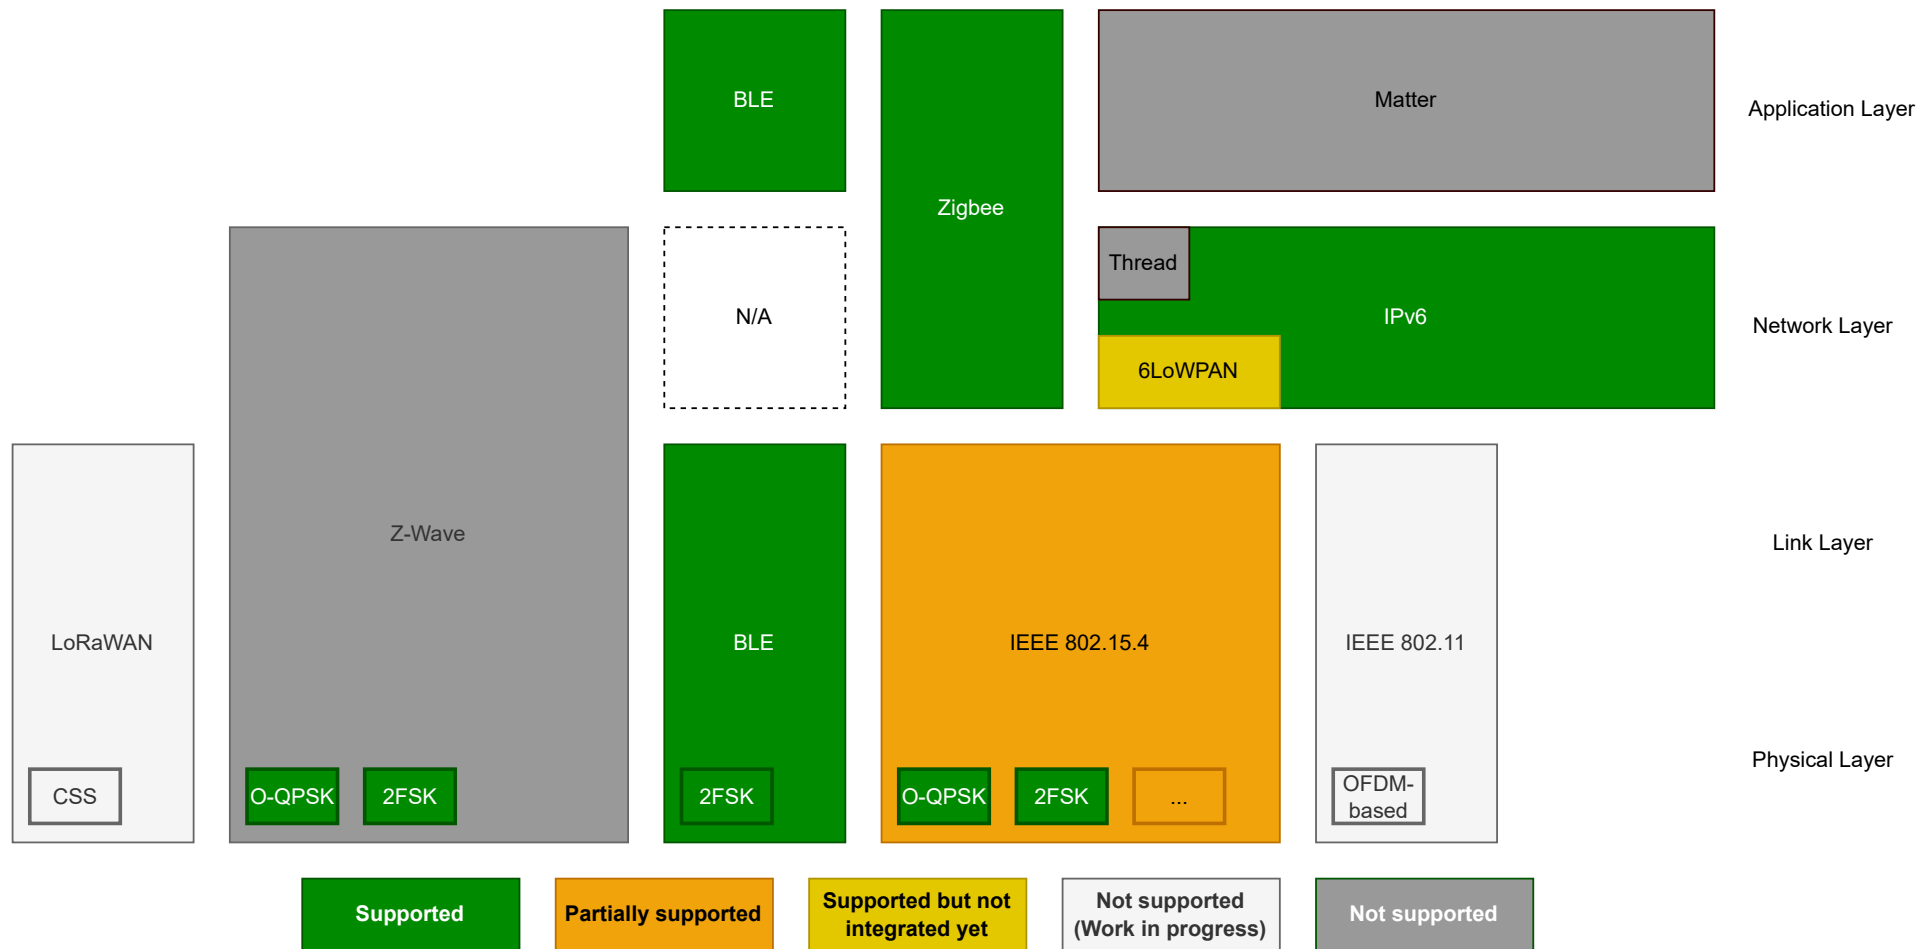 BLE
Matter
Application Layer
Zigbee
Thread
N/A
IPv6
Network Layer
6LoWPAN
Z-Wave
Link Layer
LoRaWAN
BLE
IEEE 802.15.4
IEEE 802.11
Physical Layer
CSS
O-QPSK
2FSK
2FSK
O-QPSK
2FSK
...
OFDM-
based
Supported
Partially supported
Supported but not
integrated yet
Not supported
(Work in progress)
Not supported